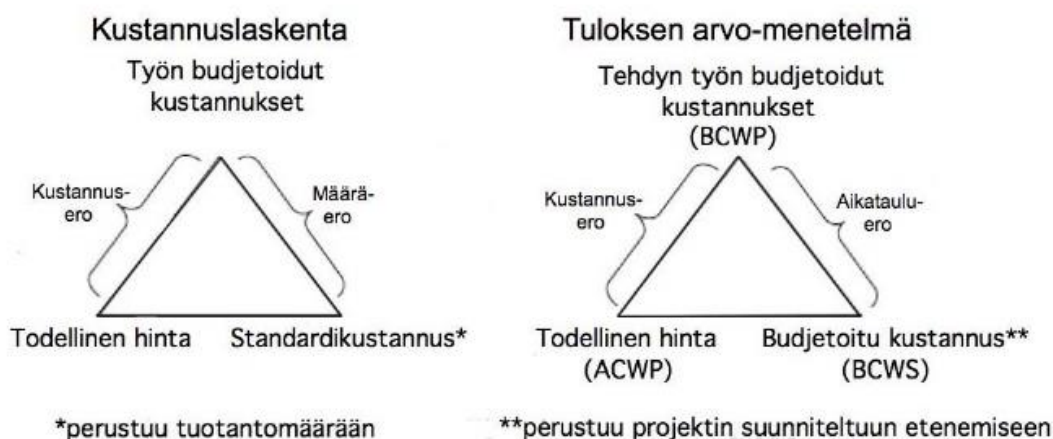 Kustannuslaskenta
Työn budjetoidut
kustannukset
Kustannus-
ero
Määrä-
ero
Todellinen hinta
Standardikustannus*
*perustuu tuotantomäärään
Tuloksen arvo-menetelmä
Tehdyn työn budjetoidut
kustannukset
(BCWP)
Kustannus-
ero
Aikataulu-
ero
Todellinen hinta
(ACWP)
Budjetoitu kustannus**
(BCWS)
**perustuu projektin suunniteltuun etenemiseen